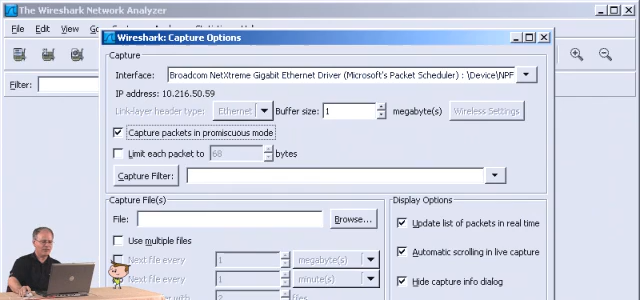 The Wireshark Network Analyzer
File Edit View
Wireshark: Capture Options
Filter:
Capture
Interface: Broadcom NetXtreme Gigabit Ethernet Driver (Microsoft's Packet Scheduler) : \Device\NPF
IP address: 10.216.50.59
Link-layer header type: Ethernet Buffer size: 1 megabyte(s) Wireless Settings
Capture packets in promiscuous mode
Limit each packet to 68 bytes
Capture Filter:
Capture File(s)
File: Browse...
Use multiple files
Next file every 1 megabyte(s)
Next file every 1 minute(s)
with 2 files
Display Options
Update list of packets in real time
Automatic scrolling in live capture
Hide capture info dialog